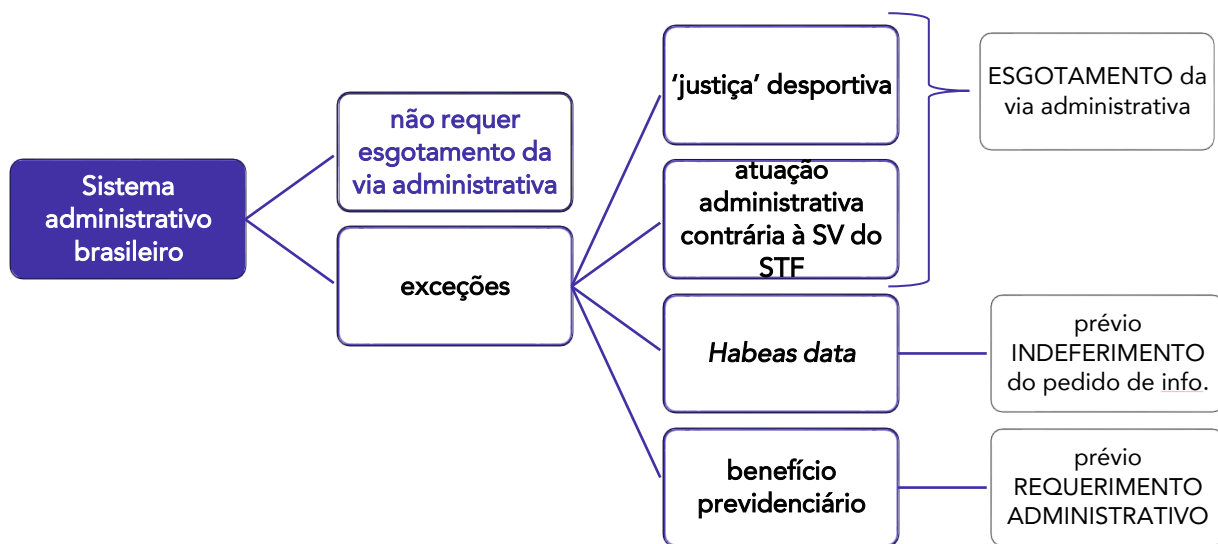 Sistema
administrativo
brasileiro
não requer
esgotamento da
via administrativa
exceções
‘justiça’ desportiva
atuação
administrativa
contrária à SV do
STF
Habeas data
benefício
previdenciário
ESGOTAMENTO da
via administrativa
prévio
INDEFERIMENTO
do pedido de info.
prévio
REQUERIMENTO
ADMINISTRATIVO